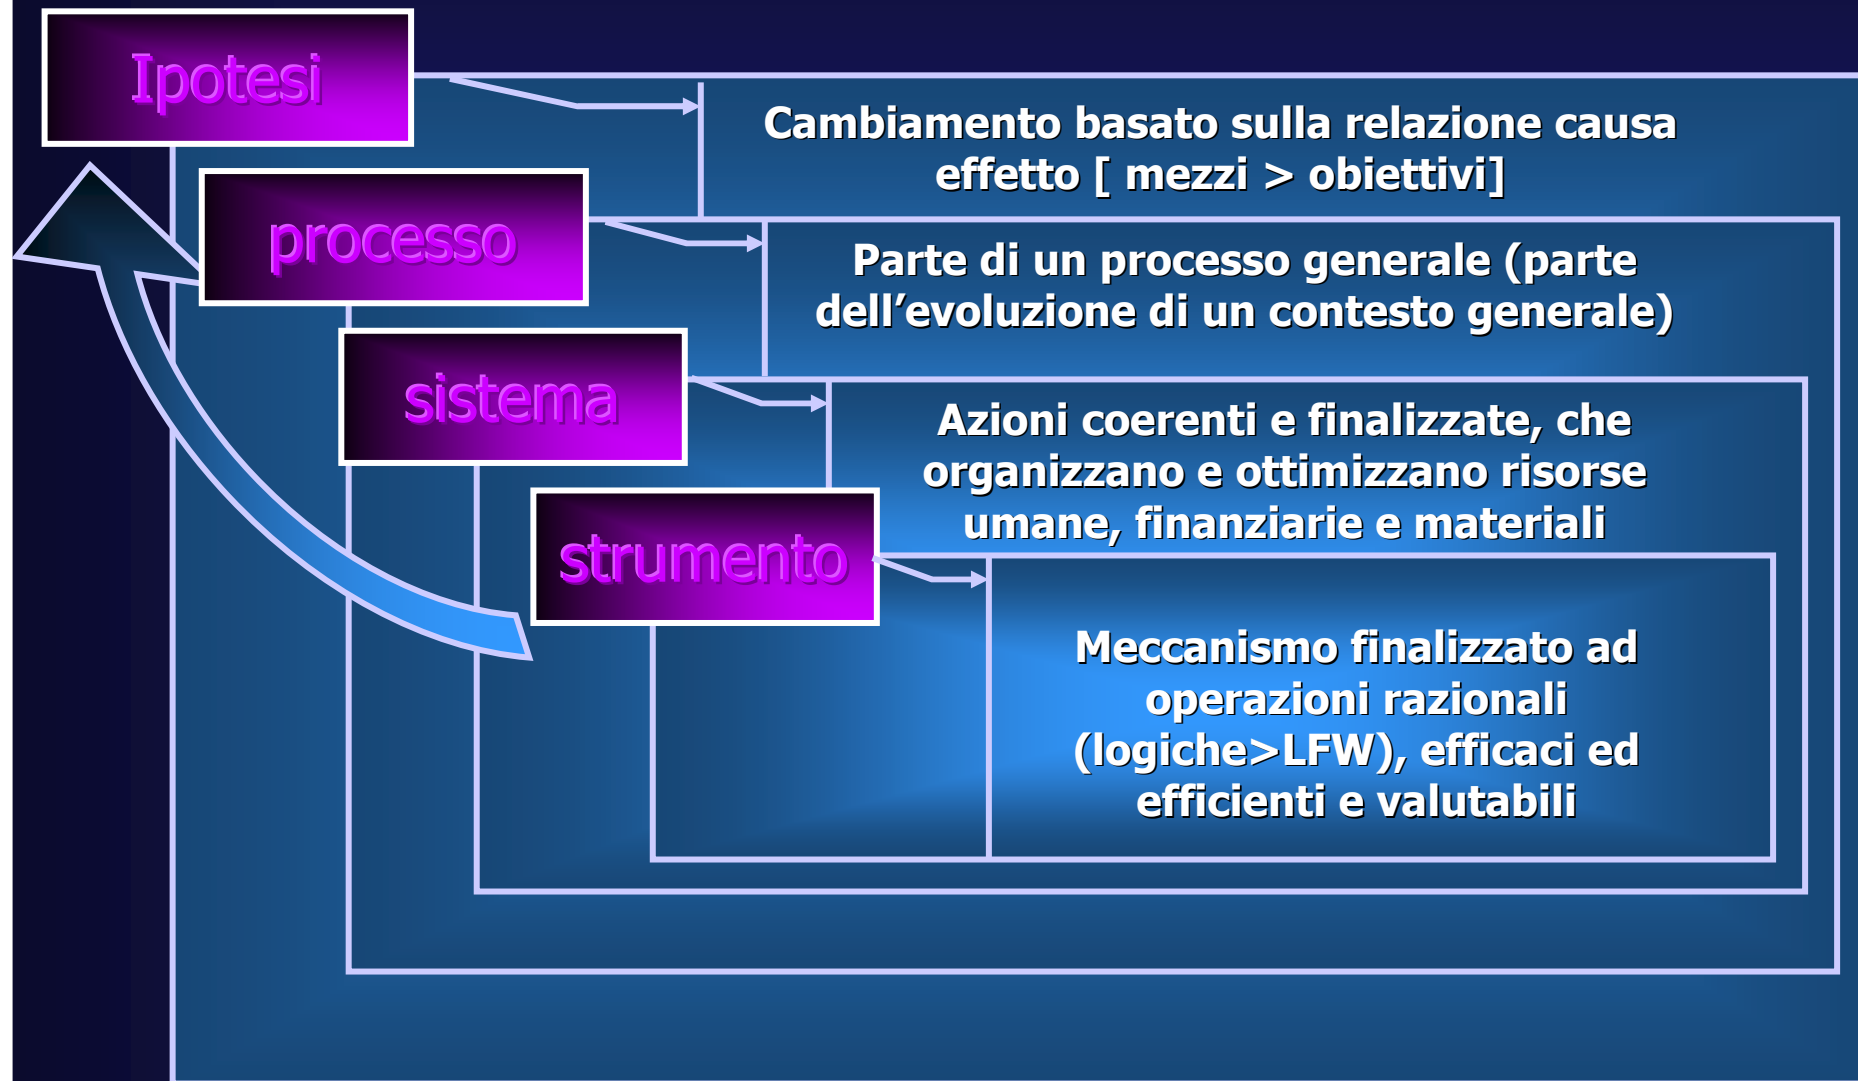 Ipotesi
Cambiamento basato sulla relazione causa
effetto [ mezzi > obiettivi]
processo
Parte di un processo generale (parte
dell’evoluzione di un contesto generale)
sistema
Azioni coerenti e finalizzate, che
organizzano e ottimizzano risorse
umane, finanziarie e materiali
strumento
Meccanismo finalizzato ad
operazioni razionali
(logiche>LFW), efficaci ed
efficienti e valutabili